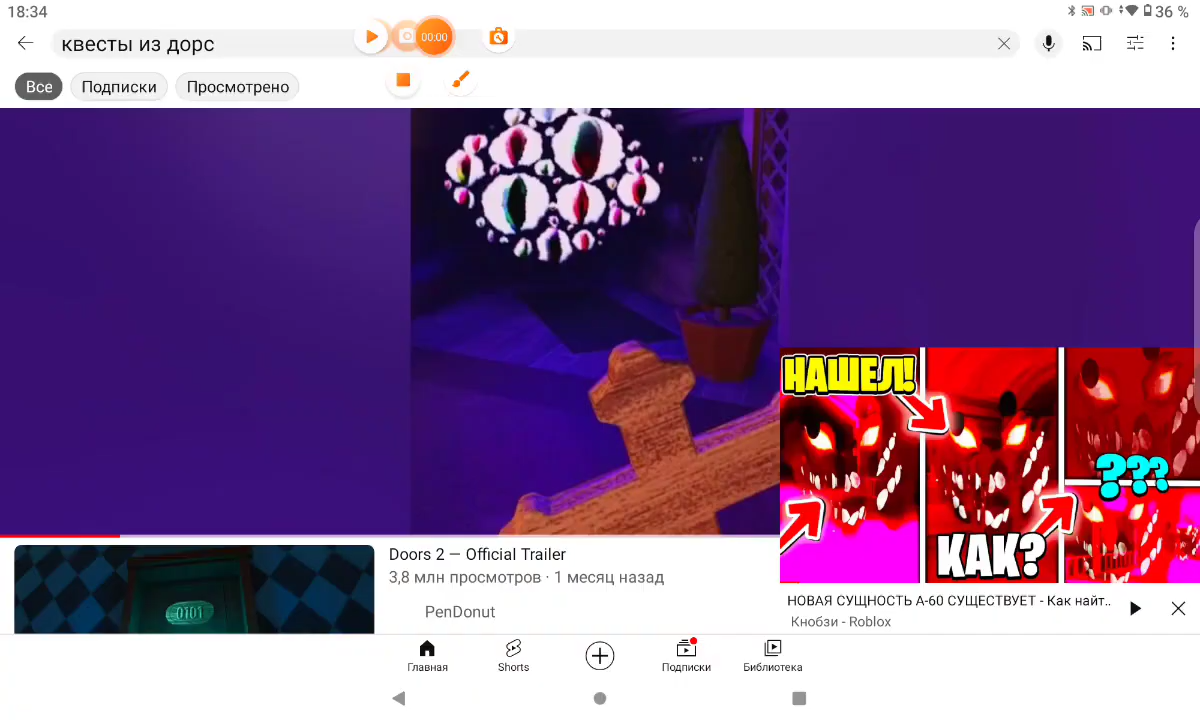 18:34
36 %
квесты из дорс
00:00
Все
Подписки
Просмотрено
НАШЕЛ!
???
КАК?
0101
Doors 2 — Official Trailer
3,8 млн просмотров · 1 месяц назад
PenDonut
НОВАЯ СУЩНОСТЬ А-60 СУЩЕСТВУЕТ - Как найт..
Кнобзи - Roblox
Главная
Shorts
Подписки
Библиотека